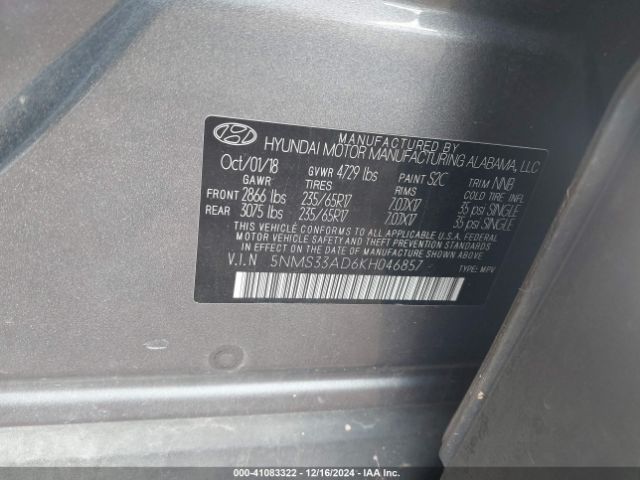 MANUFACTURED BY
HYUNDAI MOTOR MANUFACTURING ALABAMA, LLC
Oct/01/18 GVWR 4729 lbs PAINT S2C TRIM NNB
GAWR TIRES RIMS COLD TIRE INFL
FRONT 2866 lbs 235/65R17 7.0JX17 35 psi SINGLE
REAR 3075 lbs 235/65R17 7.0JX17 35 psi SINGLE
THIS VEHICLE CONFORMS TO ALL APPLICABLE U.S.A. FEDERAL
MOTOR VEHICLE SAFETY AND THEFT PREVENTION STANDARDS
IN EFFECT ON THE DATE OF MANUFACTURE SHOWN ABOVE
V.I.N 5NMS33AD6KH046857 TYPE: MPV
000-41083322 | 12/16/2024 | IAA Inc.